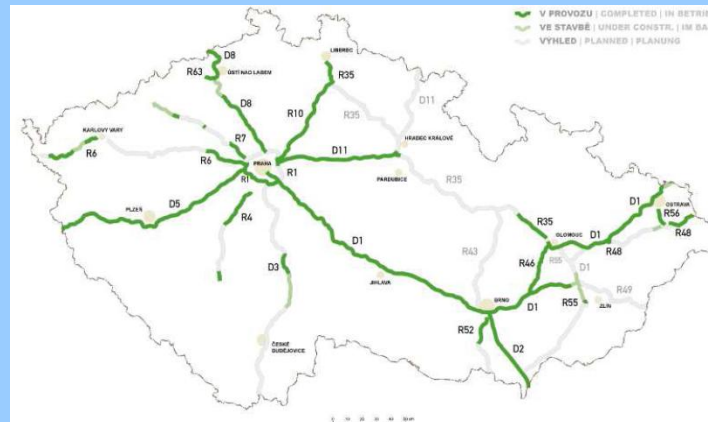 V PROVOZU | COMPLETED | IN BETRIE
VE STAVBĚ | UNDER CONSTR. | IM BA
VÝHLED | PLANNED | PLANUNG
D8
R63
ÚSTÍ NAD LABEM
LIBEREC
R35
D8
R10
R35
D11
KARLOVY VARY
R7
HRADEC KRÁLOVÉ
R6
R6
D11
PRAHA
R1
R1
PARDUBICE
R35
PLZEŇ
D5
R4
D1
OSTRAVA
R56
R35
D1
R48
OLOMOUC
R48
R43
R55
D3
D1
R46
D1
JIHLAVA
R55
R49
BRNO
D1
ZLÍN
R52
ČESKÉ
BUDĚJOVICE
D2